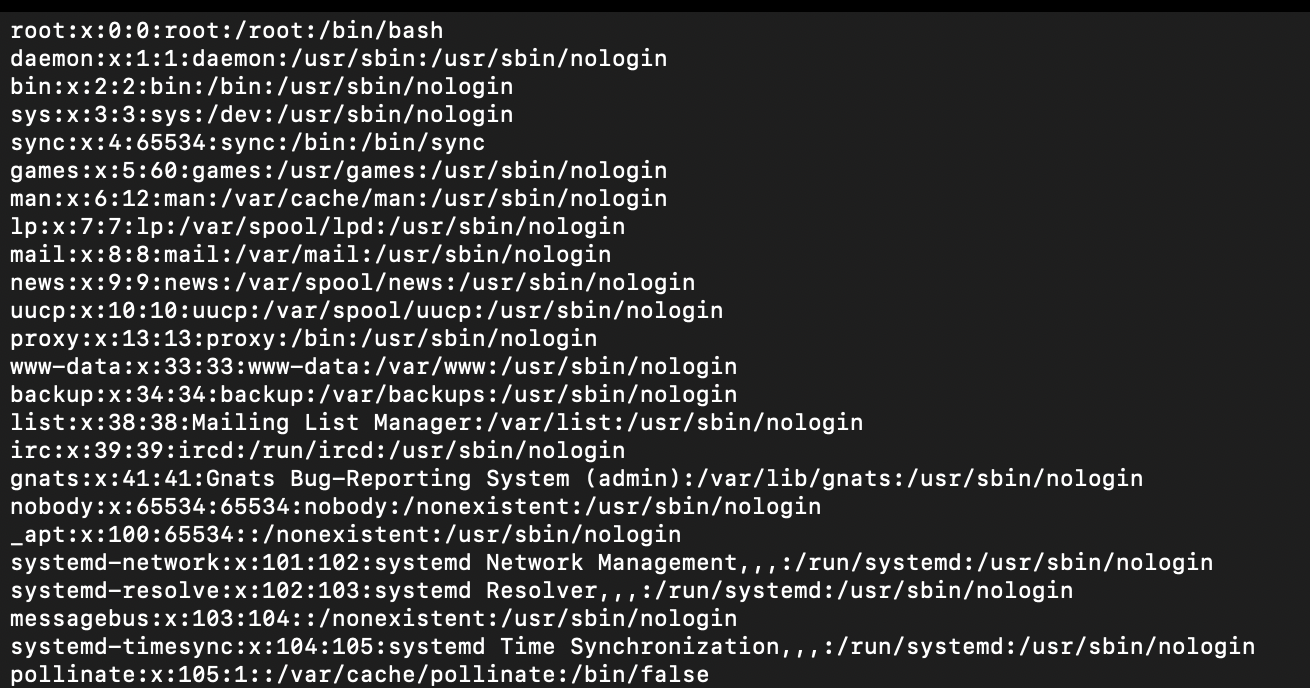 root:x:0:0:root:/root:/bin/bash
daemon:x:1:1:daemon:/usr/sbin:/usr/sbin/nologin
bin:x:2:2:bin:/bin:/usr/sbin/nologin
sys:x:3:3:sys:/dev:/usr/sbin/nologin
sync:x:4:65534:sync:/bin:/bin/sync
games:x:5:60:games:/usr/games:/usr/sbin/nologin
man:x:6:12:man:/var/cache/man:/usr/sbin/nologin
lp:x:7:7:lp:/var/spool/lpd:/usr/sbin/nologin
mail:x:8:8:mail:/var/mail:/usr/sbin/nologin
news:x:9:9:news:/var/spool/news:/usr/sbin/nologin
uucp:x:10:10:uucp:/var/spool/uucp:/usr/sbin/nologin
proxy:x:13:13:proxy:/bin:/usr/sbin/nologin
www-data:x:33:33:www-data:/var/www:/usr/sbin/nologin
backup:x:34:34:backup:/var/backups:/usr/sbin/nologin
list:x:38:38:Mailing List Manager:/var/list:/usr/sbin/nologin
irc:x:39:39:ircd:/run/ircd:/usr/sbin/nologin
gnats:x:41:41:Gnats Bug-Reporting System (admin):/var/lib/gnats:/usr/sbin/nologin
nobody:x:65534:65534:nobody:/nonexistent:/usr/sbin/nologin
_apt:x:100:65534::/nonexistent:/usr/sbin/nologin
systemd-network:x:101:102:systemd Network Management,,,:/run/systemd:/usr/sbin/nologin
systemd-resolve:x:102:103:systemd Resolver,,,:/run/systemd:/usr/sbin/nologin
messagebus:x:103:104::/nonexistent:/usr/sbin/nologin
systemd-timesync:x:104:105:systemd Time Synchronization,,,:/run/systemd:/usr/sbin/nologin
pollinate:x:105:1::/var/cache/pollinate:/bin/false